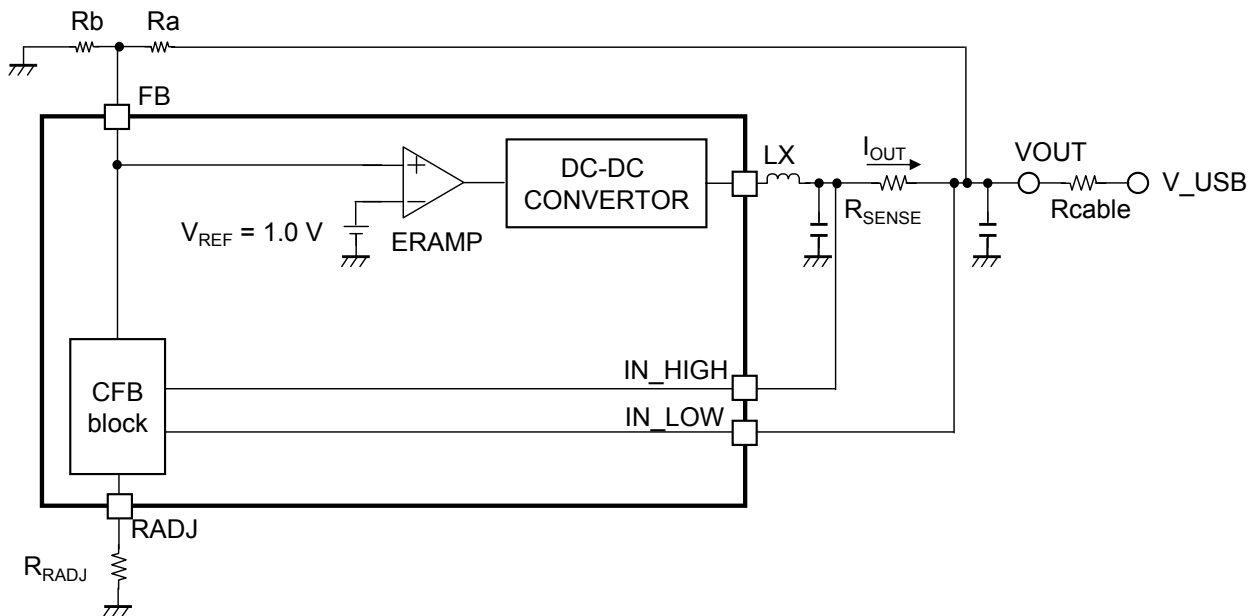 Rb
Ra
FB
DC-DC
CONVERTOR
LX
I_OUT
VOUT
V_USB
R_SENSE
Rcable
V_REF = 1.0 V
ERAMP
+
−
CFB
block
IN_HIGH
IN_LOW
RADJ
R_RADJ